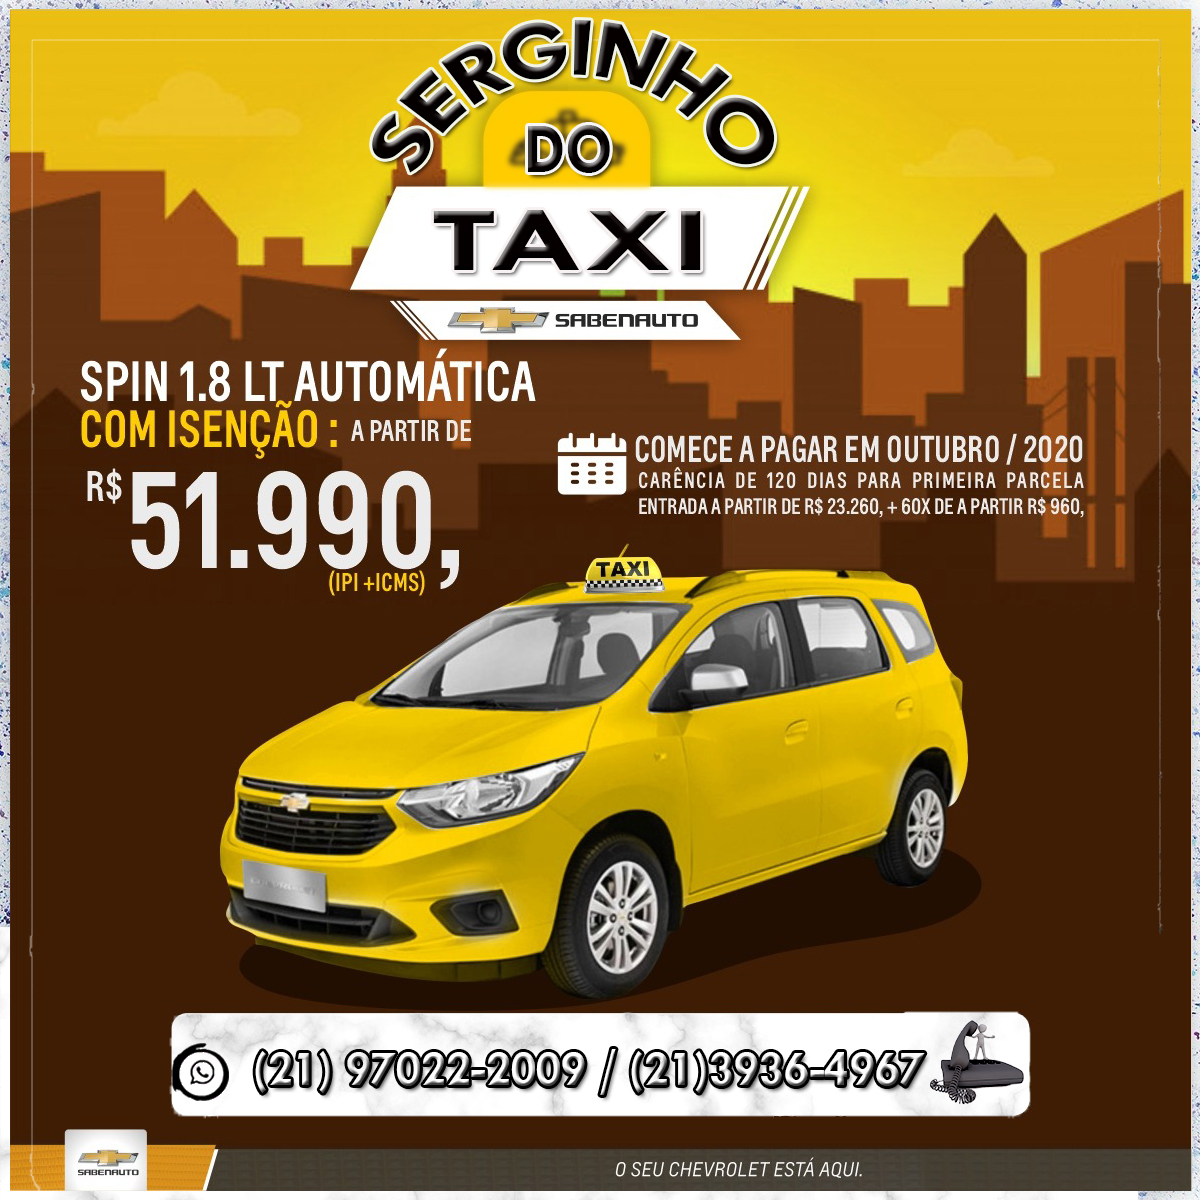 SERGINHO
DO
TAXI
SABENAUTO
SPIN 1.8 LT AUTOMÁTICA
COM ISENÇÃO : A PARTIR DE
R$ 51.990,
(IPI +ICMS)
COMECE A PAGAR EM OUTUBRO / 2020
CARÊNCIA DE 120 DIAS PARA PRIMEIRA PARCELA
ENTRADA A PARTIR DE R$ 23.260, + 60X DE A PARTIR R$ 960,
TAXI
(21) 97022-2009 / (21)3936-4967
SABENAUTO
O SEU CHEVROLET ESTÁ AQUI.